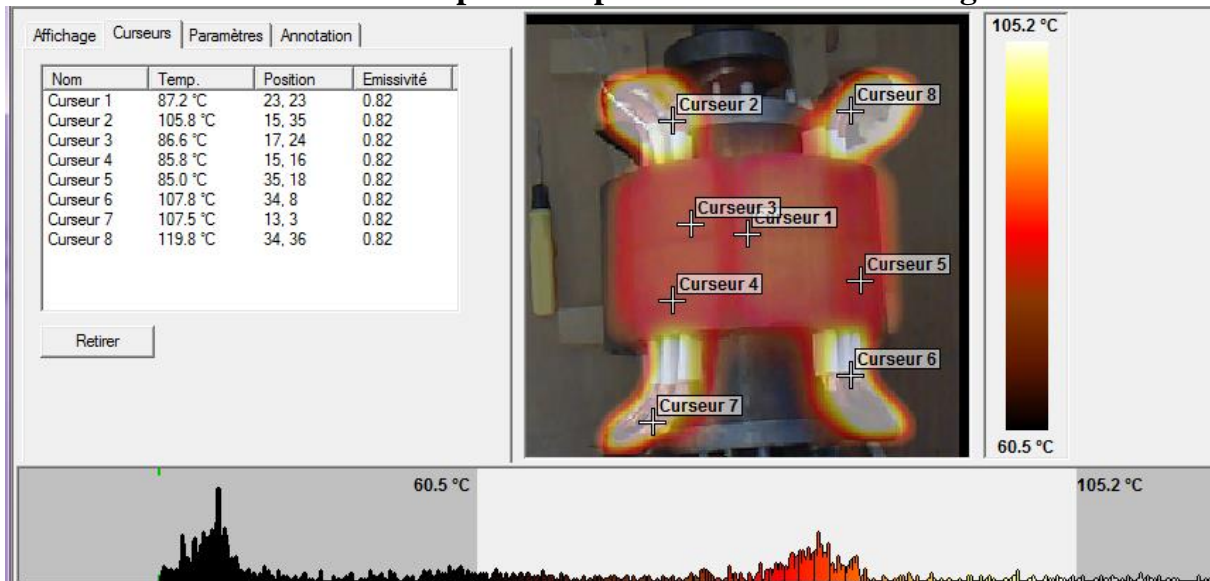 Affichage Curseurs Paramètres Annotation
Nom Temp. Position Emissivité
Curseur 1 87.2 °C 23, 23 0.82
Curseur 2 105.8 °C 15, 35 0.82
Curseur 3 86.6 °C 17, 24 0.82
Curseur 4 85.8 °C 15, 16 0.82
Curseur 5 85.0 °C 35, 18 0.82
Curseur 6 107.8 °C 34, 8 0.82
Curseur 7 107.5 °C 13, 3 0.82
Curseur 8 119.8 °C 34, 36 0.82
Retirer
Curseur 2
Curseur 8
Curseur 3
Curseur 1
Curseur 5
Curseur 4
Curseur 6
Curseur 7
105.2 °C
60.5 °C
60.5 °C
105.2 °C